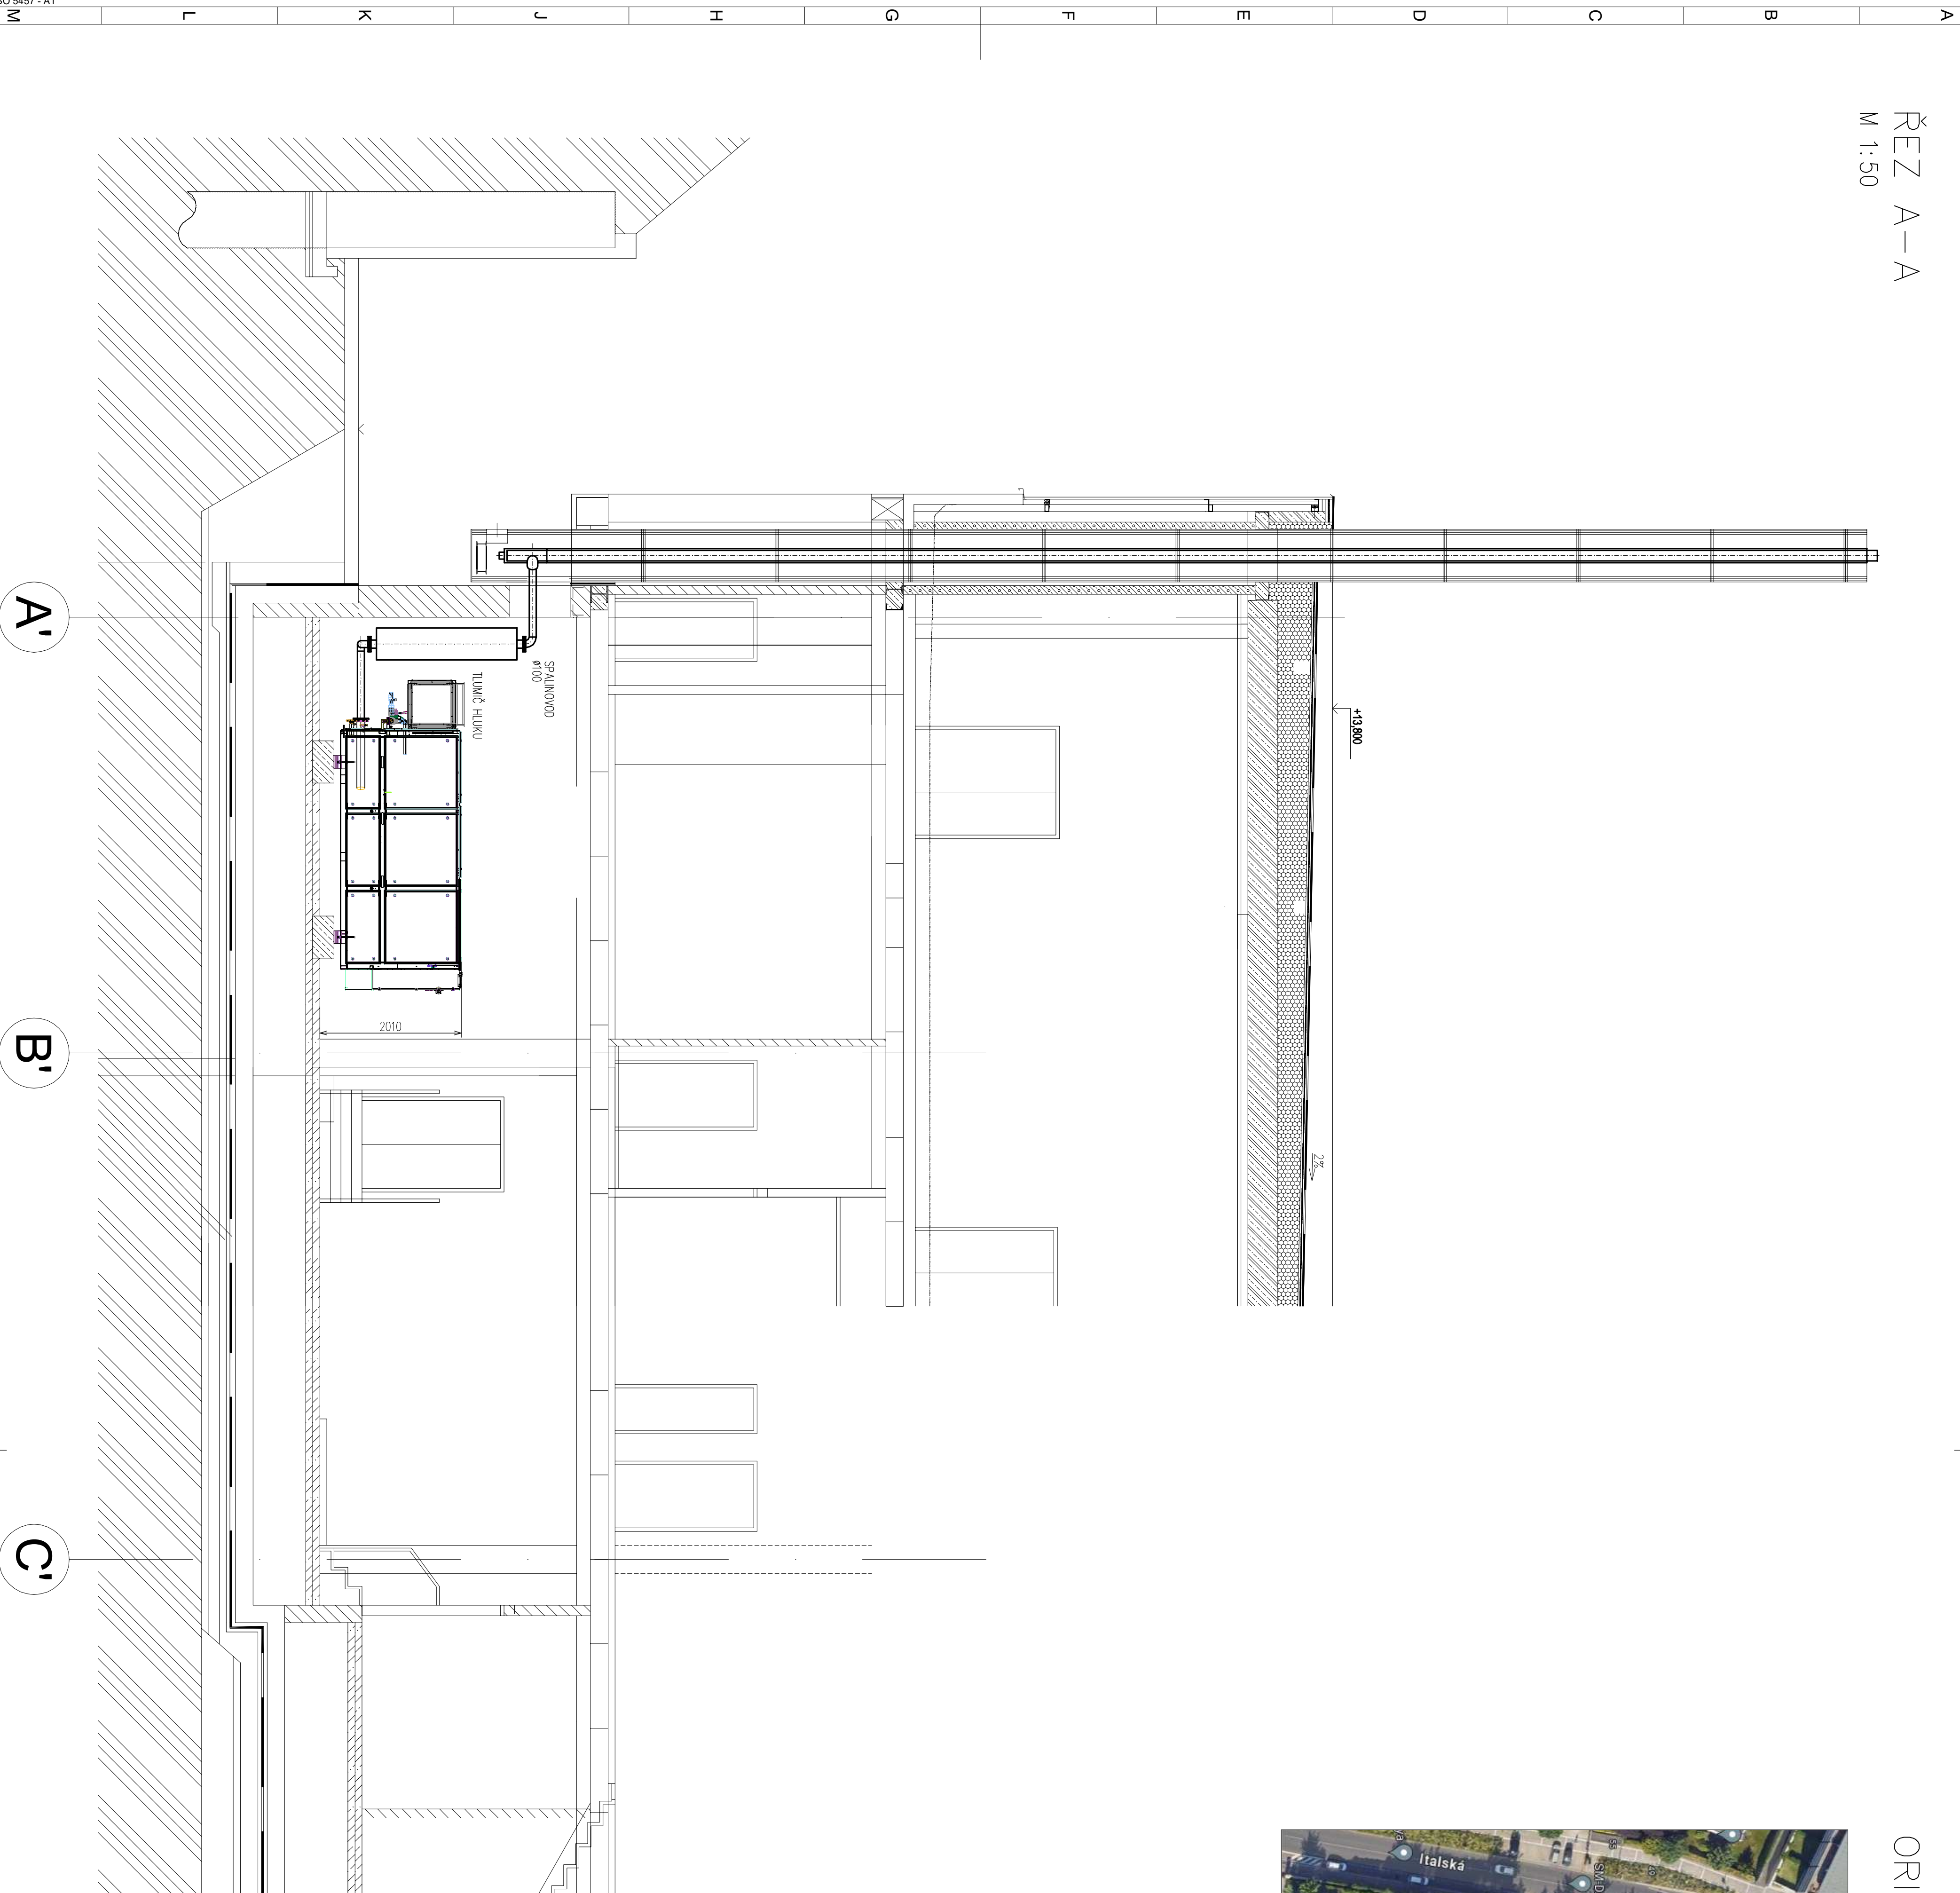 ŘEZ A-A
M 1:50
A
B
C
D
E
F
G
H
J
K
L
M
+13,800
2%
SPALINOVOD
ø100
TLUMIČ HLUKU
2010
A'
B'
C'
ORI
Italská